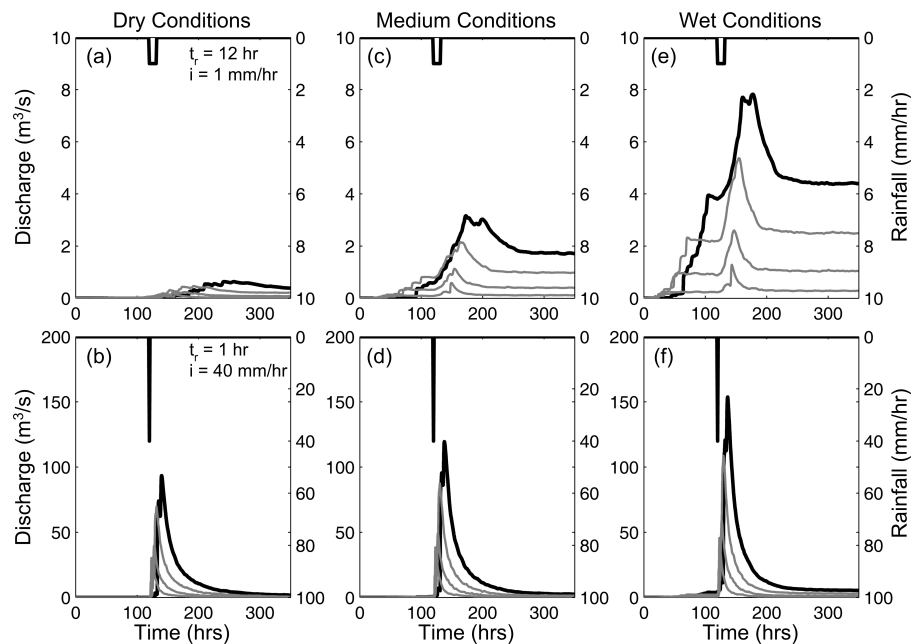 Dry Conditions
Medium Conditions
Wet Conditions
10 0 10 0 10 0
(a) t_r = 12 hr
i = 1 mm/hr
(c)
(e)
8 2 8 2 8 2
6 4 6 4 6 4
4 6 4 6 4 6
2 8 2 8 2 8
0 10 0 10 0 10
0 100 200 300
0 100 200 300
0 100 200 300
Discharge (m³/s)
Rainfall (mm/hr)
200 0 200 0 200 0
(b) t_r = 1 hr
i = 40 mm/hr
(d)
(f)
150 20 150 20 150 20
40 40 40
100 100 100
60 60 60
50 80 50 80 50 80
0 100 0 100 0 100
0 100 200 300
0 100 200 300
0 100 200 300
Discharge (m³/s)
Rainfall (mm/hr)
Time (hrs)
Time (hrs)
Time (hrs)